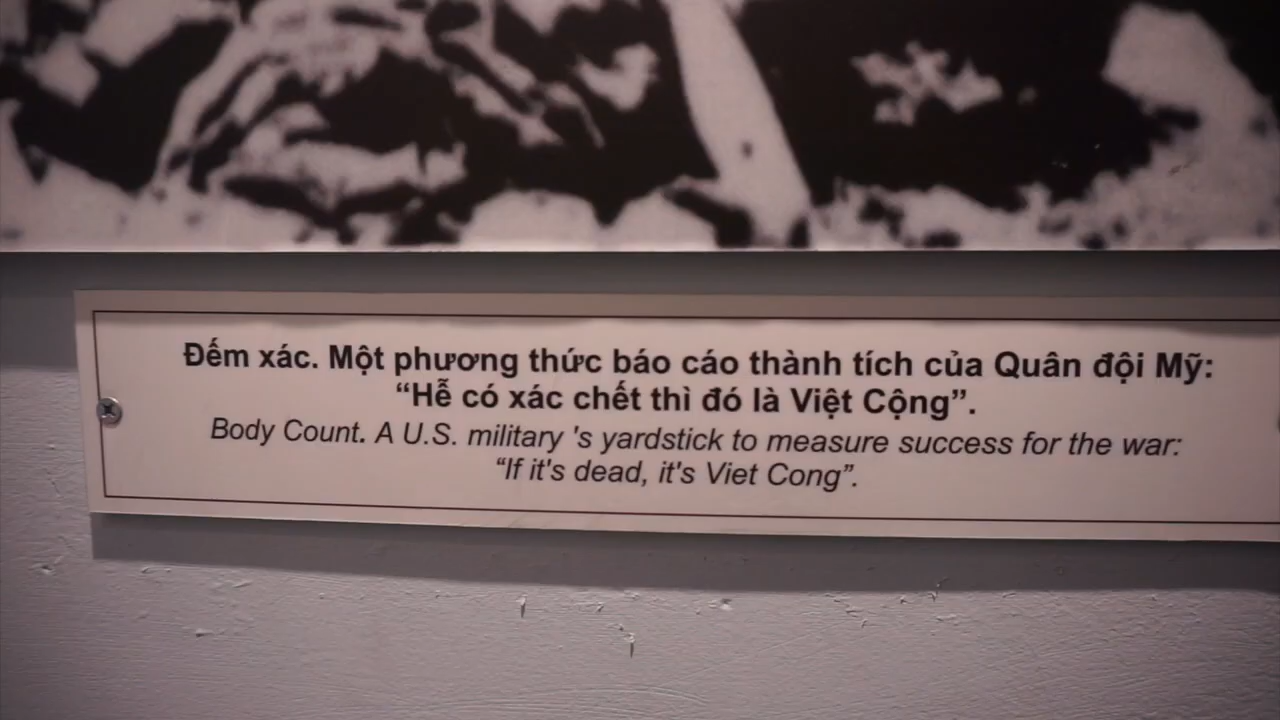 Đếm xác. Một phương thức báo cáo thành tích của Quân đội Mỹ:
“Hễ có xác chết thì đó là Việt Cộng”.
Body Count. A U.S. military 's yardstick to measure success for the war:
“If it's dead, it's Viet Cong”.